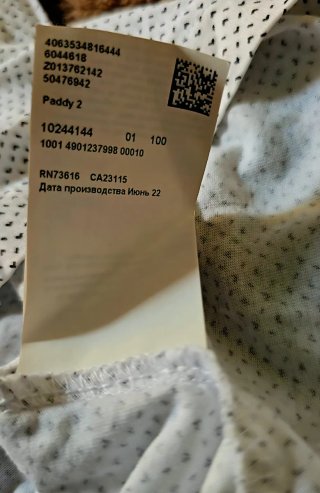 4063534816444
6044618
Z013762142
50476942
Paddy 2
10244144 01 100
1001 4901237998 00010
RN73616 CA23115
Дата производства Июнь 22